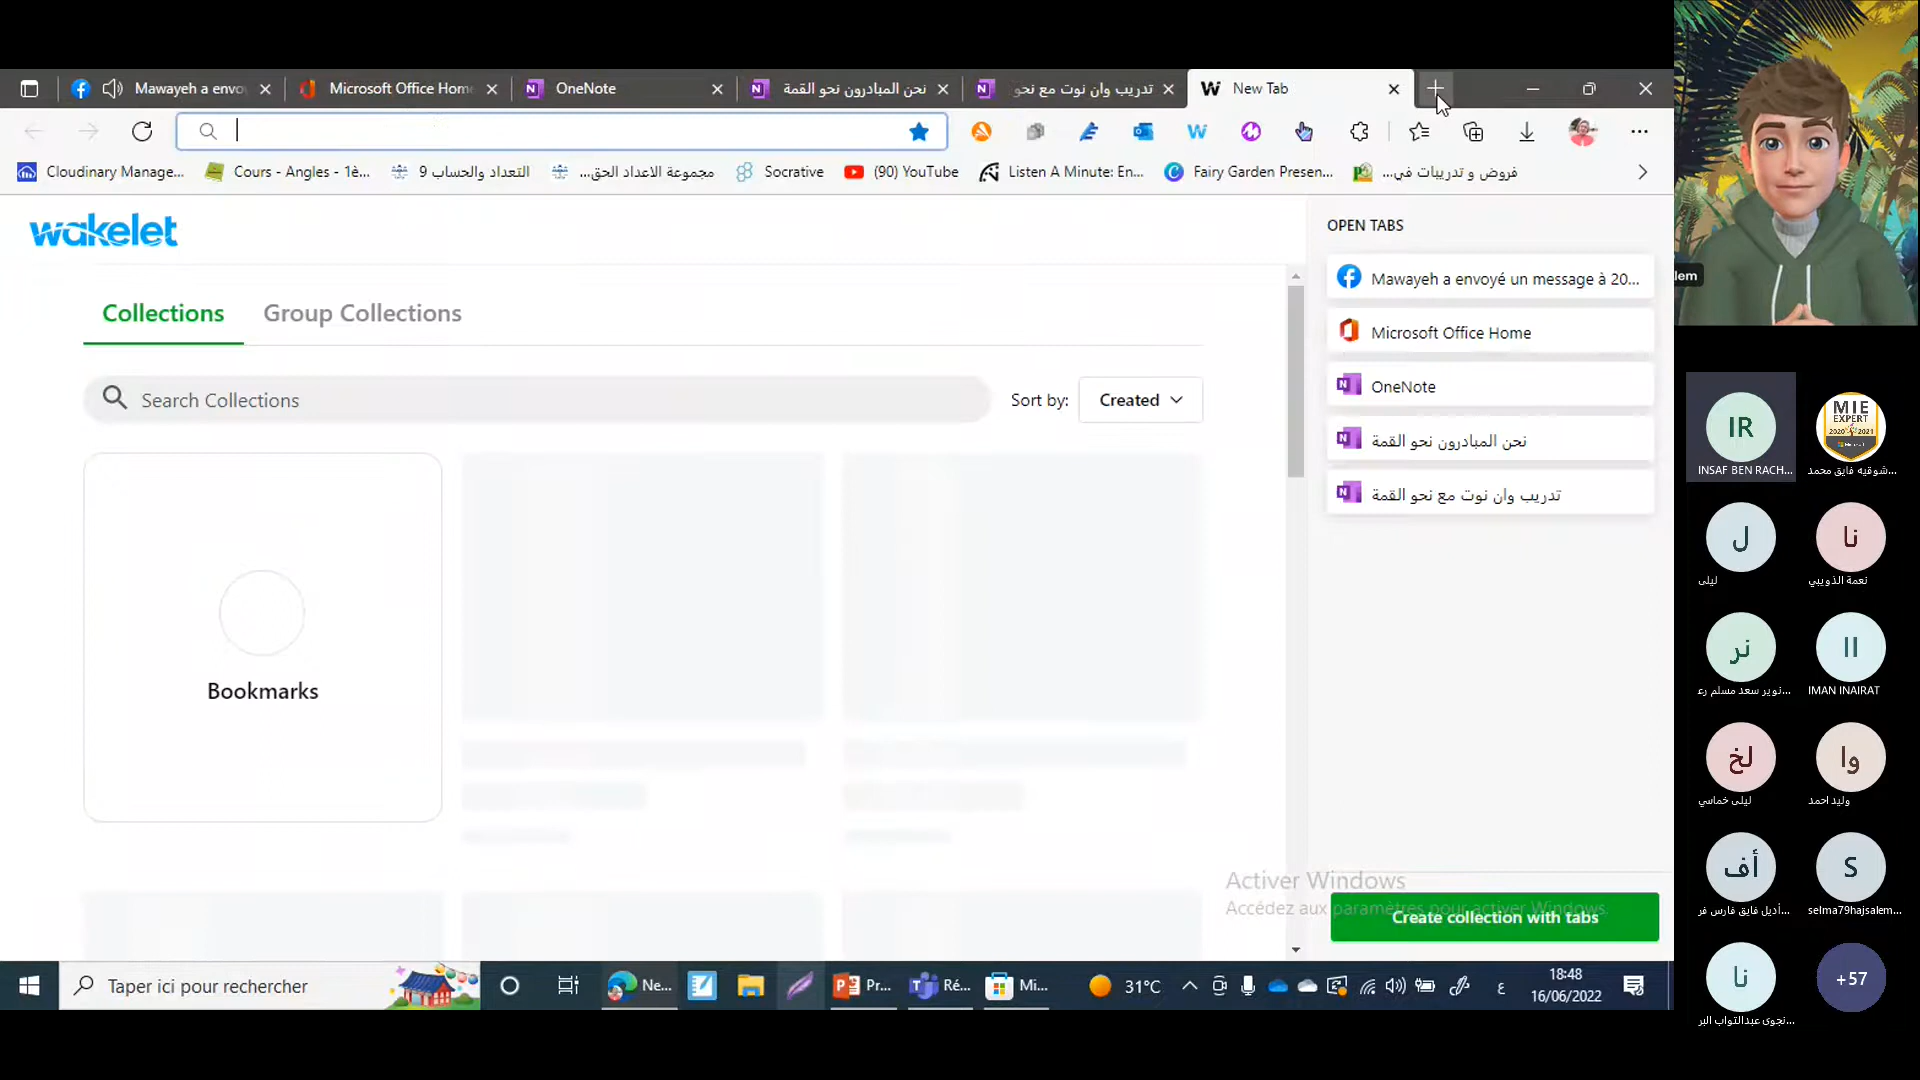 Mawayeh a envo
Microsoft Office Hom
OneNote
نحن المبادرون نحو القمة
تدريب وان نوت مع نحو
New Tab
Cloudinary Manage...
Cours - Angles - 1è...
التعداد والحساب 9
مجموعة الاعداد الحق...
Socrative
(90) YouTube
Listen A Minute: En...
Fairy Garden Presen...
فروض و تدريبات في...
wakelet
Collections
Group Collections
Search Collections
Sort by:
Created
Bookmarks
OPEN TABS
Mawayeh a envoyé un message à 20...
Microsoft Office Home
OneNote
نحن المبادرون نحو القمة
تدريب وان نوت مع نحو القمة
Activer Windows
Accédez aux paramètres pour activer Windows.
Create collection with tabs
Taper ici pour rechercher
Ne...
Pr...
Ré...
Mi...
31°C
ع
18:48
16/06/2022
lem
IR
INSAF BEN RACH...
MIE
EXPERT
2020 2021
شوقيه فايق محمد...
ل
ليلى
نا
نعمة الذويبي
نر
نوير سعد مسلم رع...
II
IMAN INAIRAT
لخ
ليلى خماسي
وا
وليد احمد
أف
أديل فايق فارس فر...
S
selma79hajsalem...
نا
نجوى عبدالتواب البر...
+57